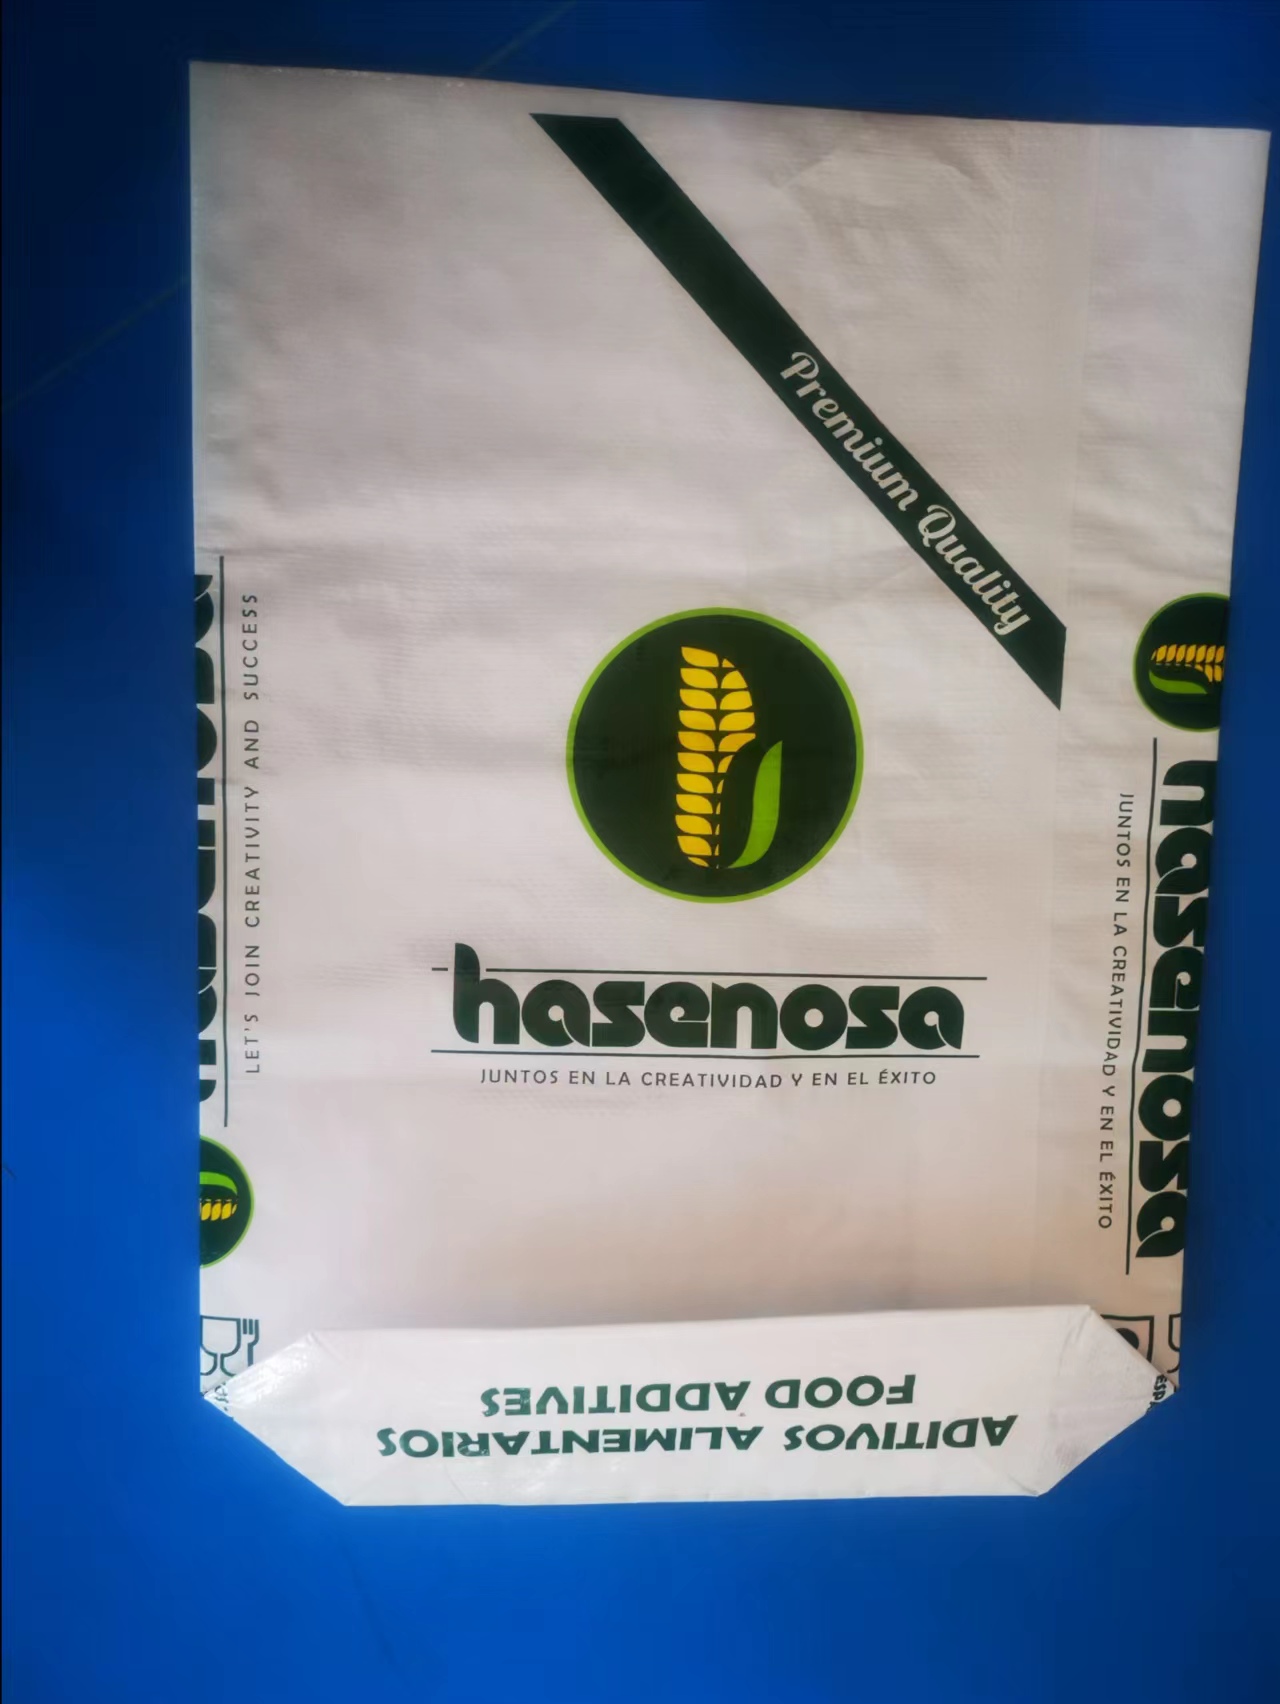 Premium Quality
hasenosa
JUNTOS EN LA CREATIVIDAD Y EN EL ÉXITO
LET'S JOIN CREATIVITY AND SUCCESS
hasenosa
JUNTOS EN LA CREATIVIDAD Y EN EL ÉXITO
ADITIVOS ALIMENTARIOS
FOOD ADDITIVES